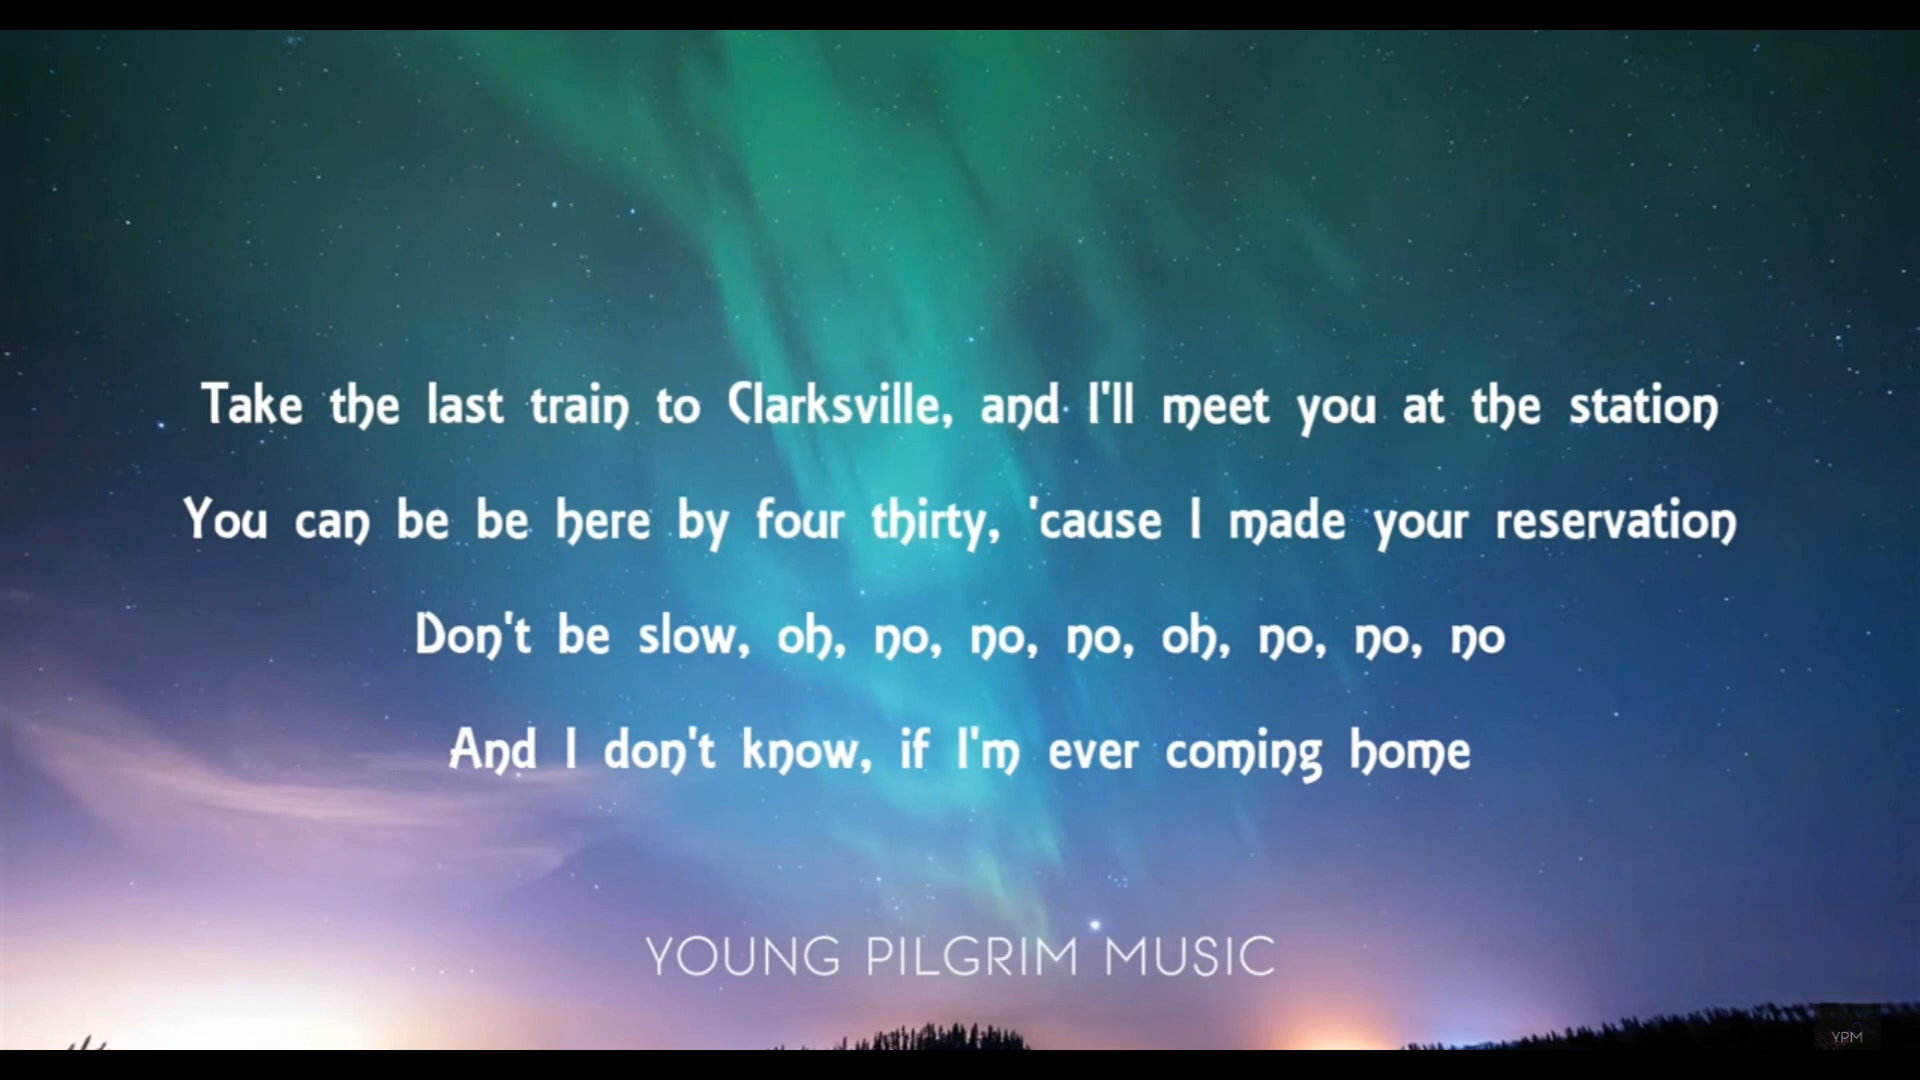 Take the last train to Clarksville, and I'll meet you at the station
You can be be here by four thirty, 'cause I made your reservation
Don't be slow, oh, no, no, no, oh, no, no, no
And I don't know, if I'm ever coming home
YOUNG PILGRIM MUSIC
YPM